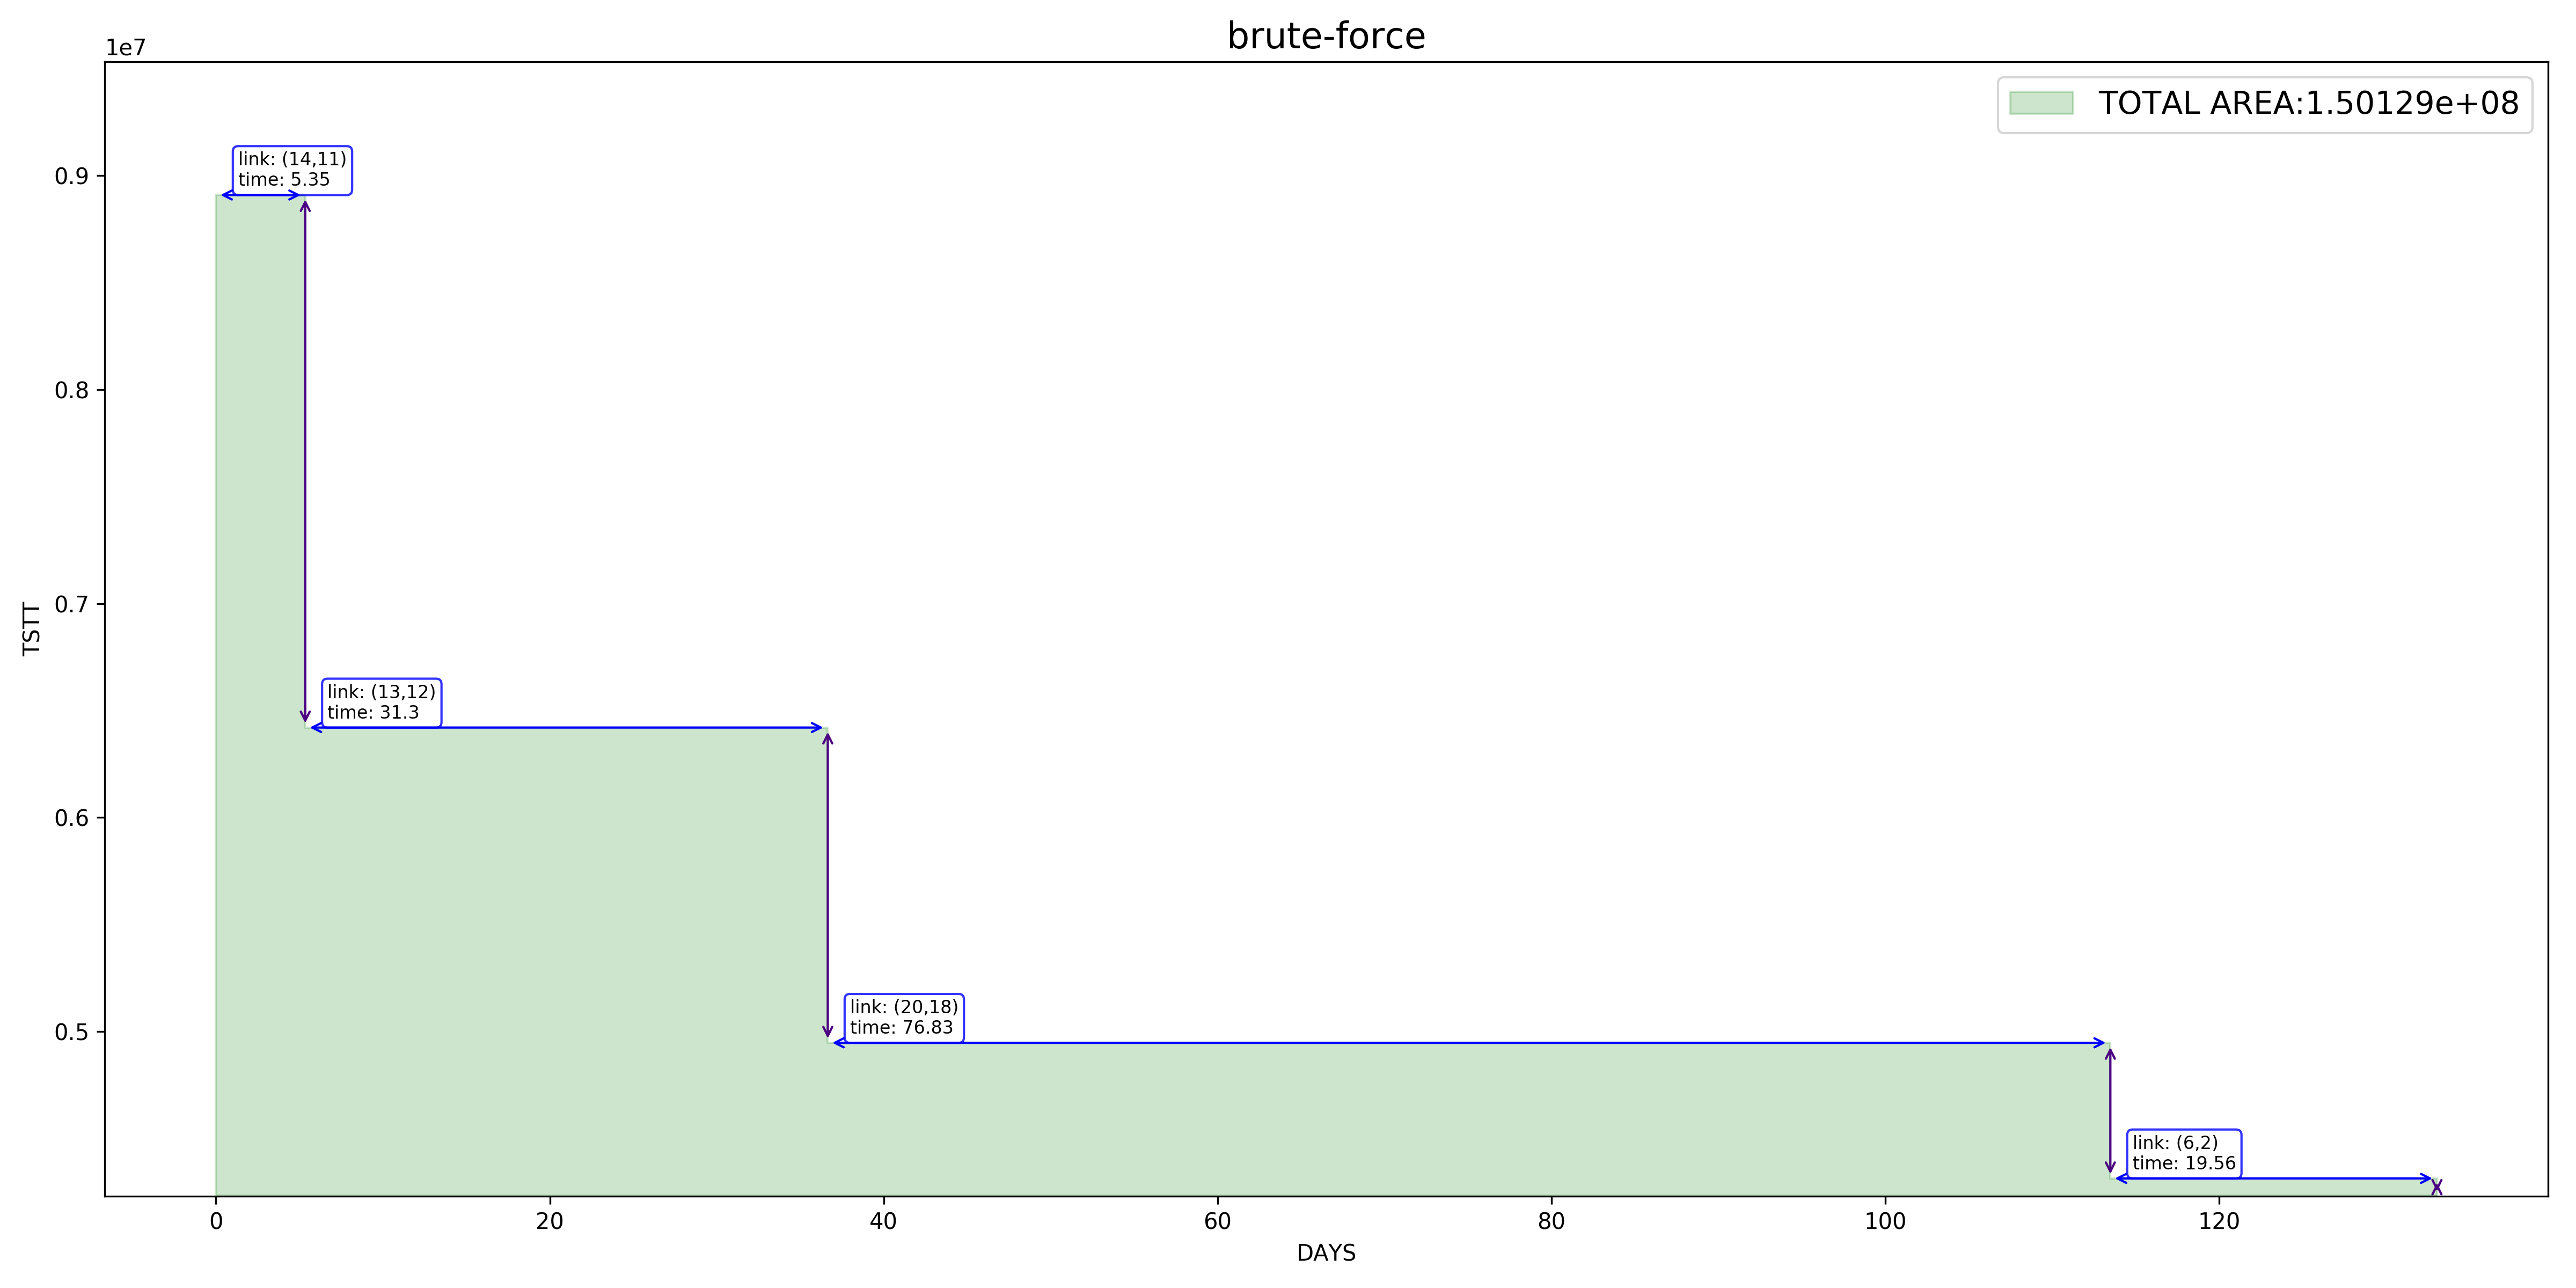 brute-force
1e7
TOTAL AREA:1.50129e+08
link: (14,11)
time: 5.35
0.9
0.8
0.7
link: (13,12)
time: 31.3
TSTT
0.6
link: (20,18)
time: 76.83
0.5
link: (6,2)
time: 19.56
0 20 40 60 80 100 120
DAYS